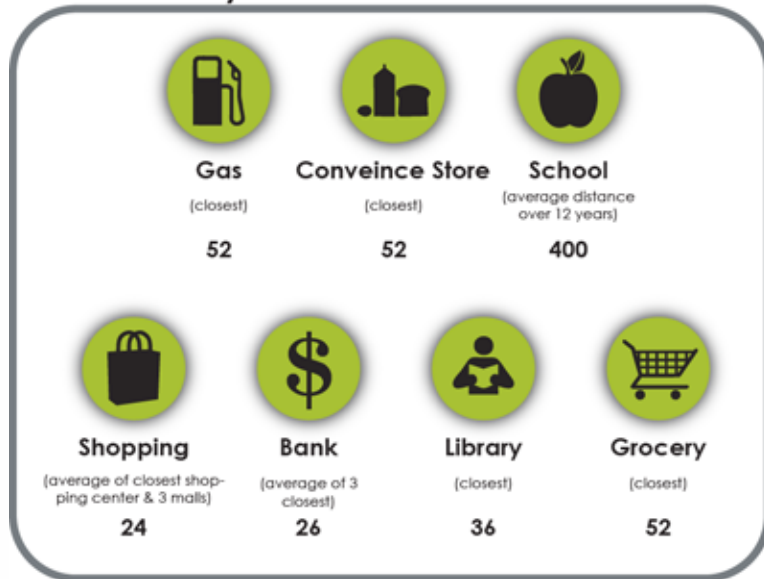 Gas
Conveince Store
School
(closest)
(closest)
(average distance
over 12 years)
52
52
400
$
Shopping
Bank
Library
Grocery
(average of closest shop-
ping center & 3 malls)
(average of 3
closest)
(closest)
(closest)
24
26
36
52